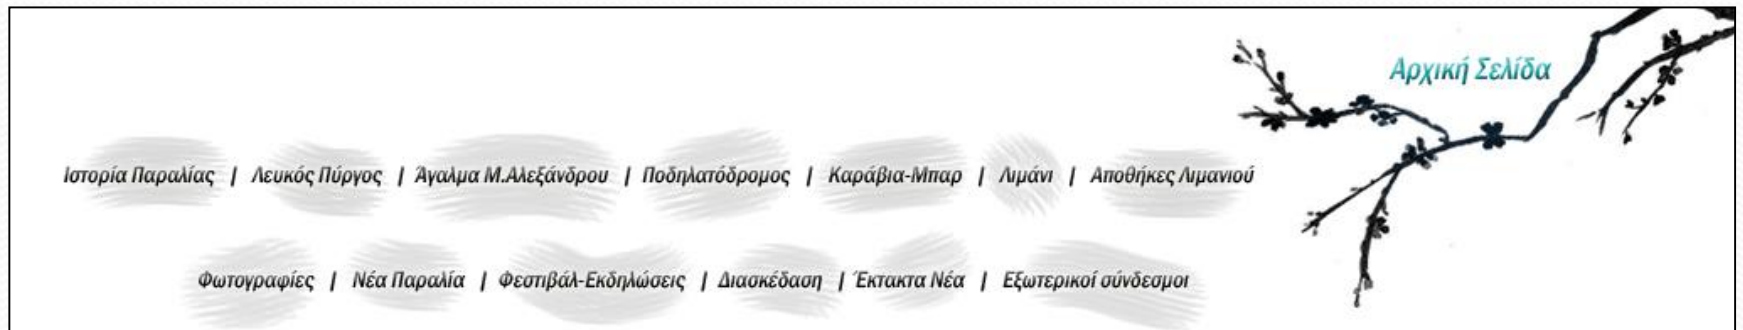 Αρχική Σελίδα
Ιστορία Παραλίας | Λευκός Πύργος | Άγαλμα Μ.Αλεξάνδρου | Ποδηλατόδρομος | Καράβια-Μπαρ | Λιμάνι | Αποθήκες Λιμανιού
Φωτογραφίες | Νέα Παραλία | Φεστιβάλ-Εκδηλώσεις | Διασκέδαση | Έκτακτα Νέα | Εξωτερικοί σύνδεσμοι